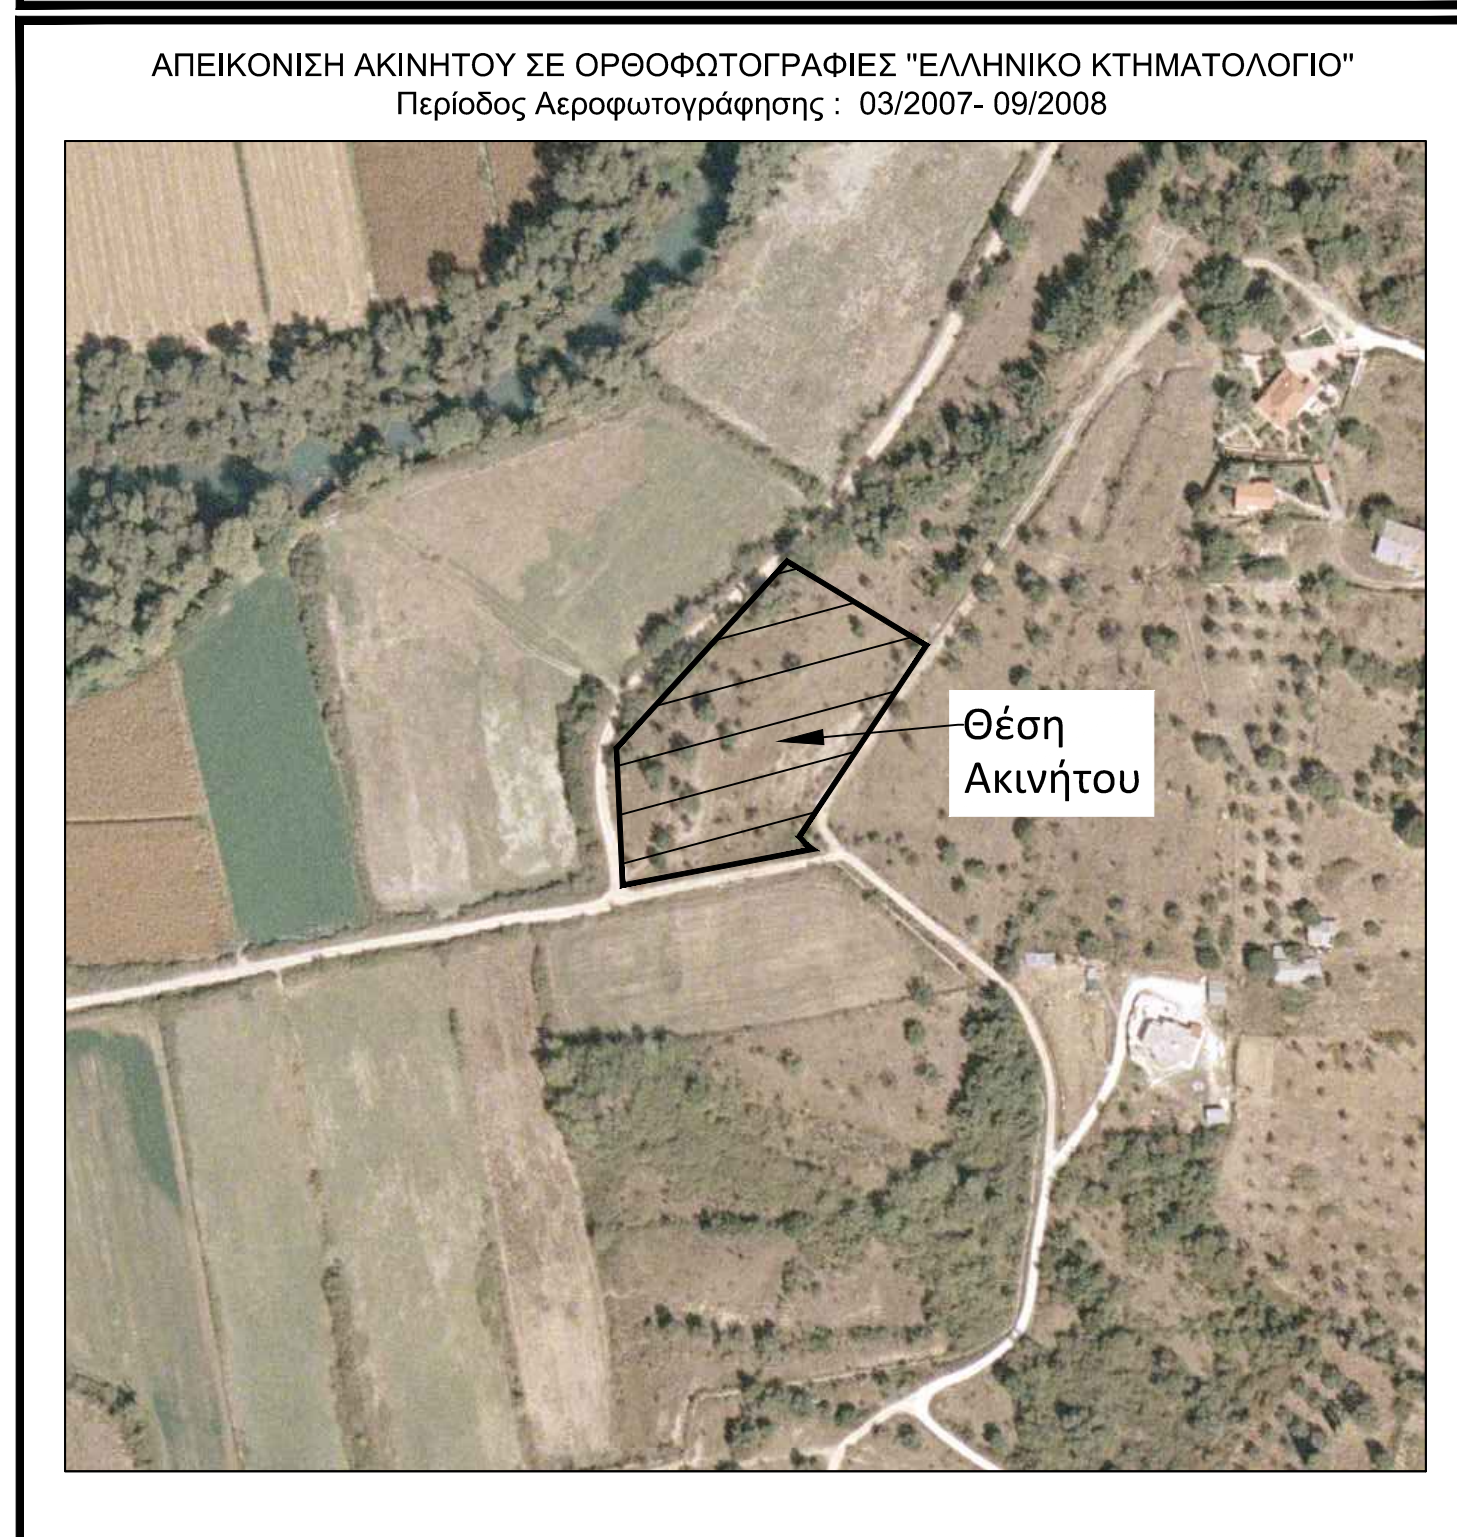 ΑΠΕΙΚΟΝΙΣΗ ΑΚΙΝΗΤΟΥ ΣΕ ΟΡΘΟΦΩΤΟΓΡΑΦΙΕΣ "ΕΛΛΗΝΙΚΟ ΚΤΗΜΑΤΟΛΟΓΙΟ"
Περίοδος Αεροφωτογράφησης : 03/2007- 09/2008
Θέση
Ακινήτου